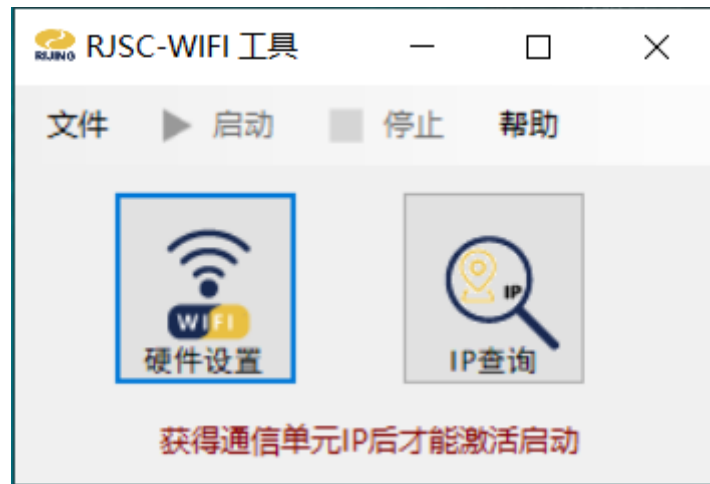 RIJING RJSC-WIFI 工具
文件 启动 停止 帮助
WIFI IP
硬件设置 IP查询
获得通信单元IP后才能激活启动